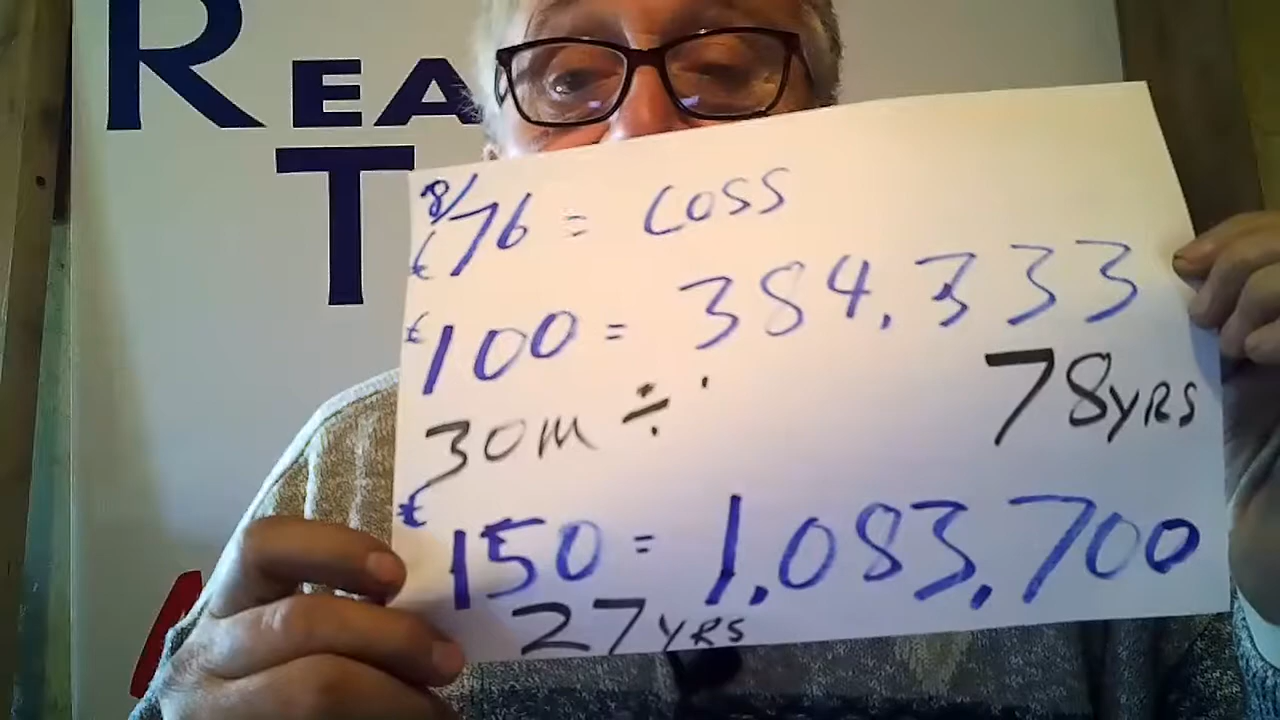 REA
T
8/76 = LOSS
€
€100 = 384,333
30M ÷ 78YRS
€150 = 1,083,700
27YRS